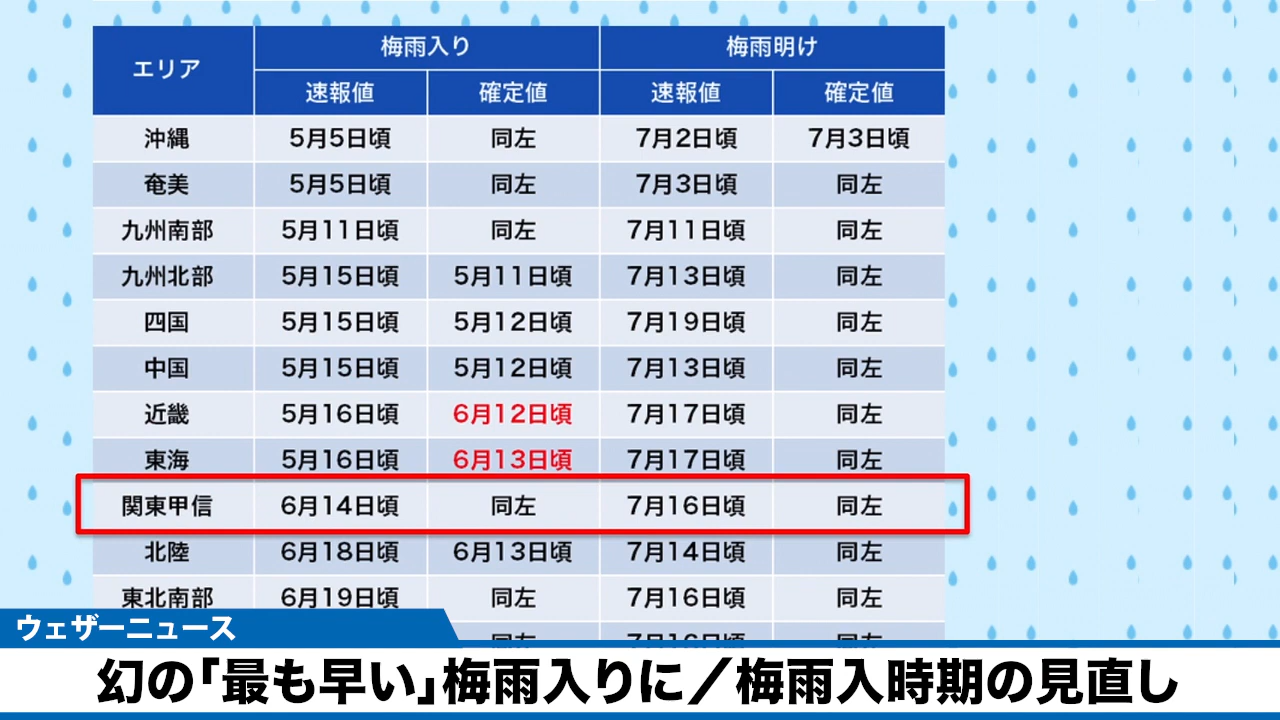 エリア 梅雨入り 梅雨明け
速報値 確定値 速報値 確定値
沖縄 5月5日頃 同左 7月2日頃 7月3日頃
奄美 5月5日頃 同左 7月3日頃 同左
九州南部 5月11日頃 同左 7月11日頃 同左
九州北部 5月15日頃 5月11日頃 7月13日頃 同左
四国 5月15日頃 5月12日頃 7月19日頃 同左
中国 5月15日頃 5月12日頃 7月13日頃 同左
近畿 5月16日頃 6月12日頃 7月17日頃 同左
東海 5月16日頃 6月13日頃 7月17日頃 同左
関東甲信 6月14日頃 同左 7月16日頃 同左
北陸 6月18日頃 6月13日頃 7月14日頃 同左
東北南部 6月19日頃 同左 7月16日頃 同左
ウェザーニュース
幻の「最も早い」梅雨入りに／梅雨入時期の見直し